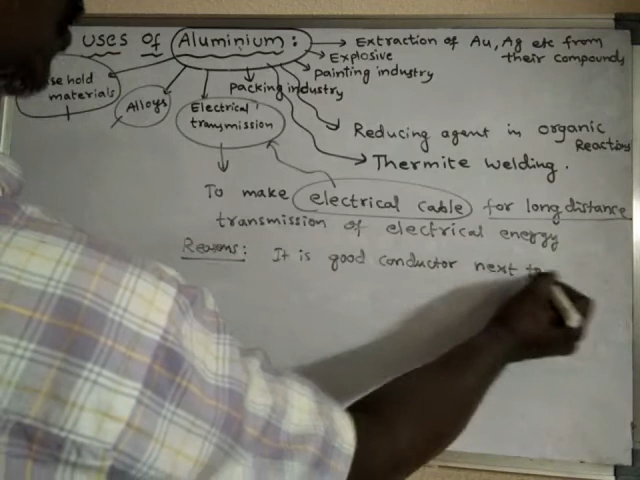 uses of Aluminium :
Extraction of Au, Ag etc from
their compounds
Explosive
painting industry
packing industry
hold
materials
Alloys
Electrical
transmission
Reducing agent in organic
Reactions
Thermite welding.
To make electrical cable for long distance
transmission of electrical energy
Reasons: It is good conductor next to